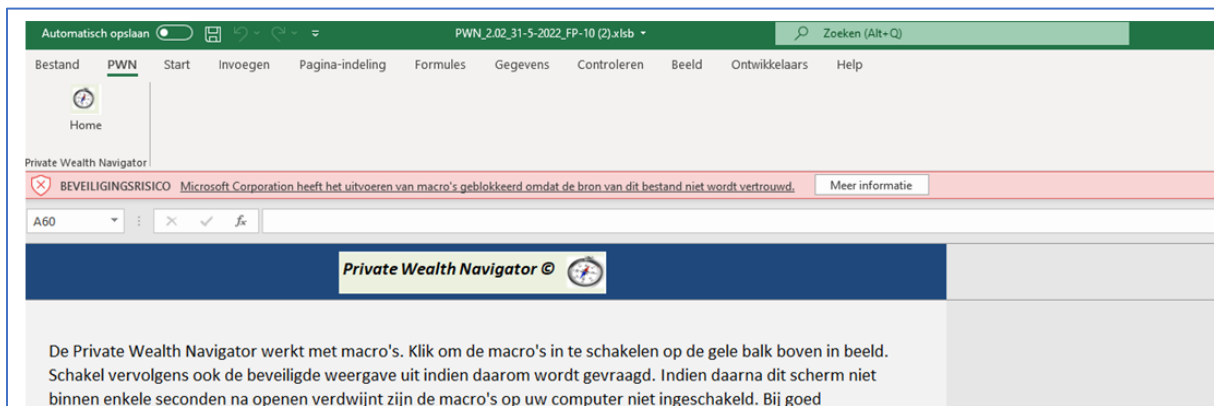 Automatisch opslaan PWN_2.02_31-5-2022_FP-10 (2).xlsb Zoeken (Alt+Q)
Bestand PWN Start Invoegen Pagina-indeling Formules Gegevens Controleren Beeld Ontwikkelaars Help
Home
Private Wealth Navigator
BEVEILIGINGSRISICO Microsoft Corporation heeft het uitvoeren van macro's geblokkeerd omdat de bron van dit bestand niet wordt vertrouwd. Meer informatie
A60 fx
Private Wealth Navigator ©
De Private Wealth Navigator werkt met macro's. Klik om de macro's in te schakelen op de gele balk boven in beeld.
Schakel vervolgens ook de beveiligde weergave uit indien daarom wordt gevraagd. Indien daarna dit scherm niet
binnen enkele seconden na openen verdwijnt zijn de macro's op uw computer niet ingeschakeld. Bij goed